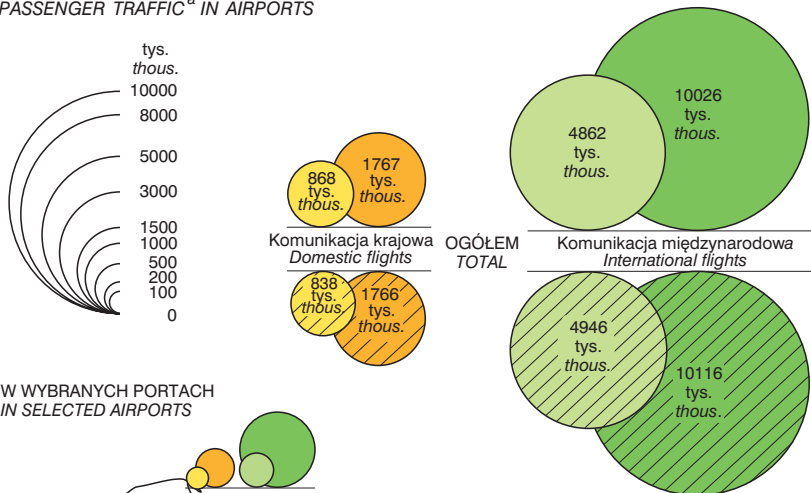 PASSENGER TRAFFICᵃ IN AIRPORTS
tys.
thous.
10000
8000
5000
3000
1500
1000
500
200
100
0
868
tys.
thous.
1767
tys.
thous.
4862
tys.
thous.
10026
tys.
thous.
Komunikacja krajowa
Domestic flights
OGÓŁEM
TOTAL
Komunikacja międzynarodowa
International flights
838
tys.
thous.
1766
tys.
thous.
4946
tys.
thous.
10116
tys.
thous.
W WYBRANYCH PORTACH
IN SELECTED AIRPORTS